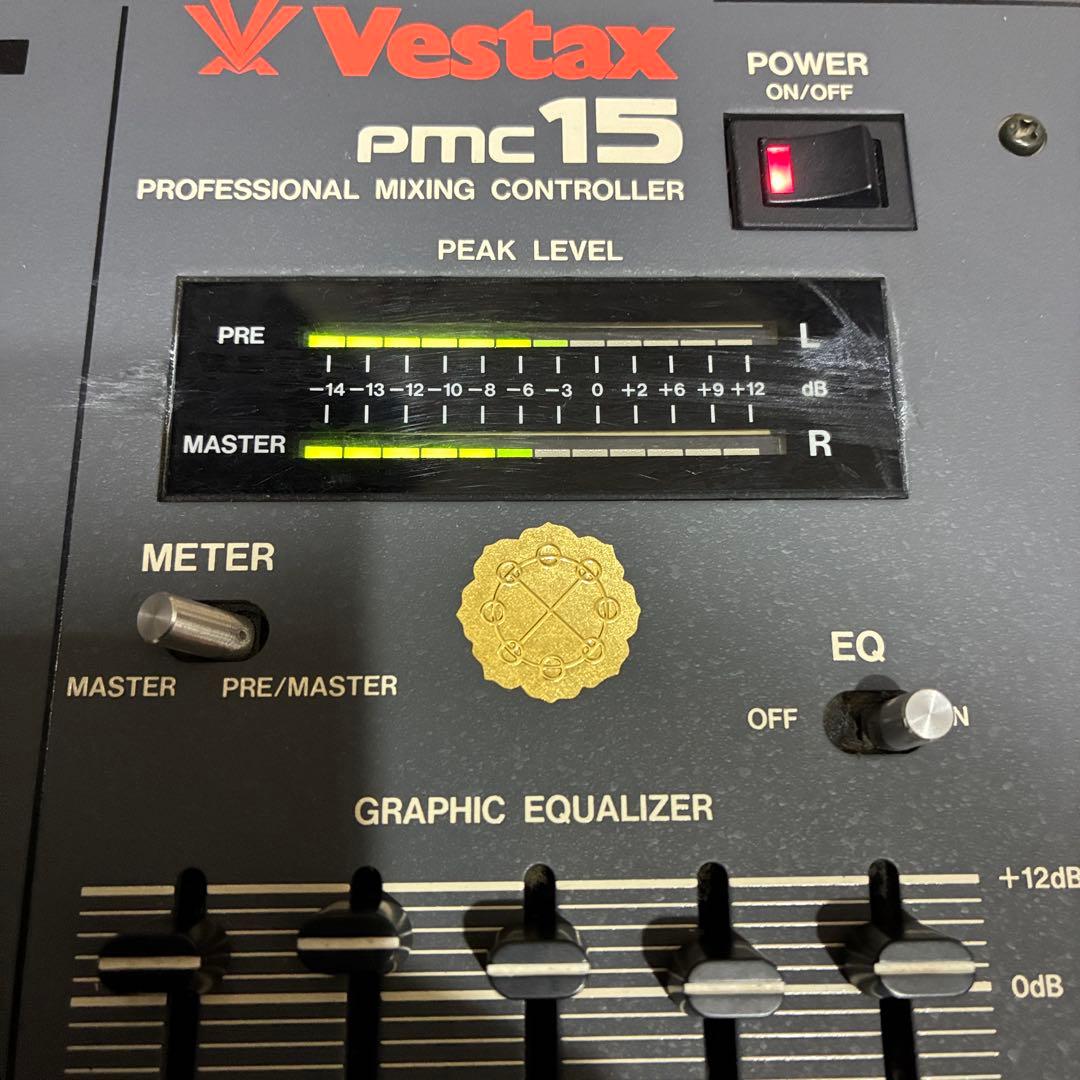 Vestax
PMC15
PROFESSIONAL MIXING CONTROLLER
POWER
ON/OFF
PEAK LEVEL
PRE L
−14 −13 −12 −10 −8 −6 −3 0 +2 +6 +9 +12 dB
MASTER R
METER
MASTER PRE/MASTER
EQ
OFF N
GRAPHIC EQUALIZER
+12dB
0dB